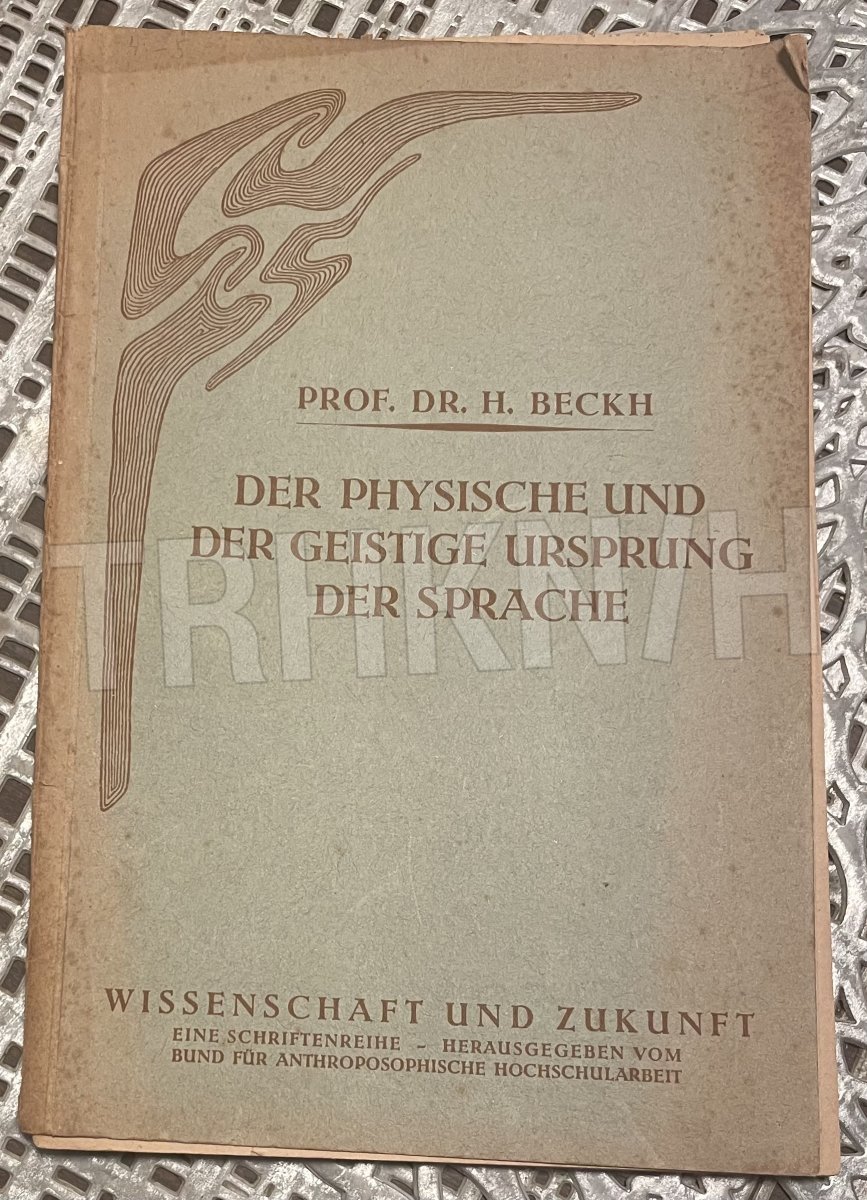 PROF. DR. H. BECKH
DER PHYSISCHE UND
DER GEISTIGE URSPRUNG
DER SPRACHE
WISSENSCHAFT UND ZUKUNFT
EINE SCHRIFTENREIHE – HERAUSGEGEBEN VOM
BUND FÜR ANTHROPOSOPHISCHE HOCHSCHULARBEIT